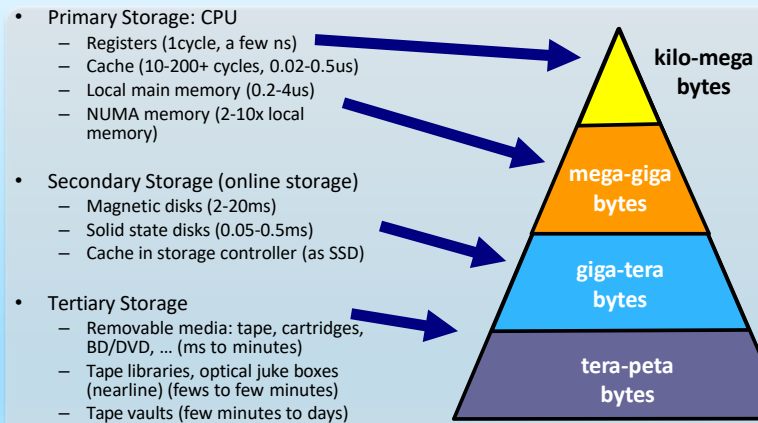 • Primary Storage: CPU
– Registers (1cycle, a few ns)
– Cache (10-200+ cycles, 0.02-0.5us)
– Local main memory (0.2-4us)
– NUMA memory (2-10x local
memory)
• Secondary Storage (online storage)
– Magnetic disks (2-20ms)
– Solid state disks (0.05-0.5ms)
– Cache in storage controller (as SSD)
• Tertiary Storage
– Removable media: tape, cartridges,
BD/DVD, … (ms to minutes)
– Tape libraries, optical juke boxes
(nearline) (fews to few minutes)
– Tape vaults (few minutes to days)
kilo-mega
bytes
mega-giga
bytes
giga-tera
bytes
tera-peta
bytes